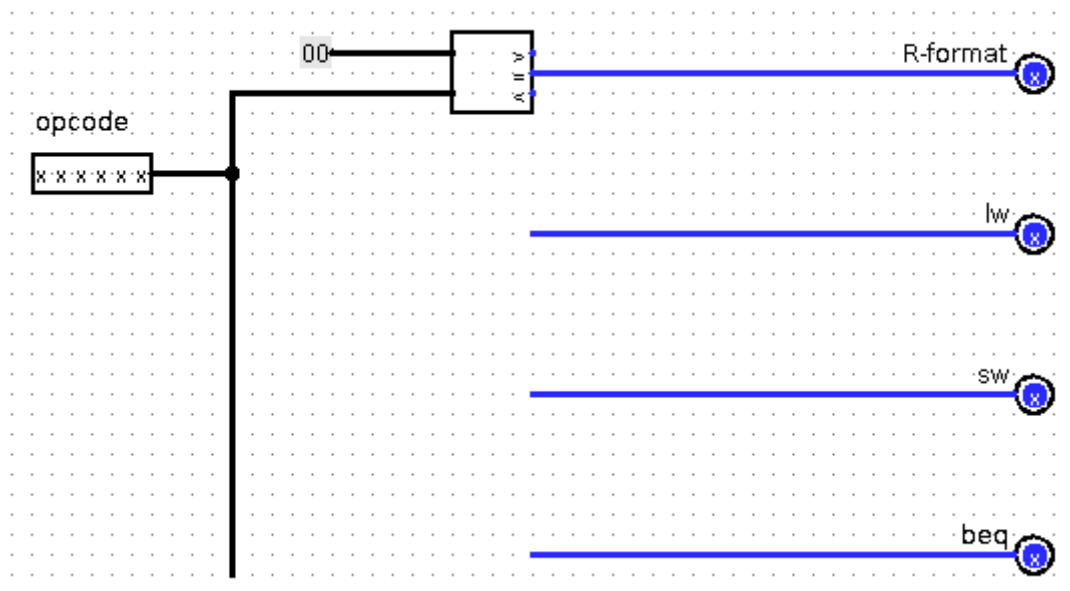 00
> 
=
<
R-format
x
opcode
x x x x x x
lw
x
sw
x
beq
x